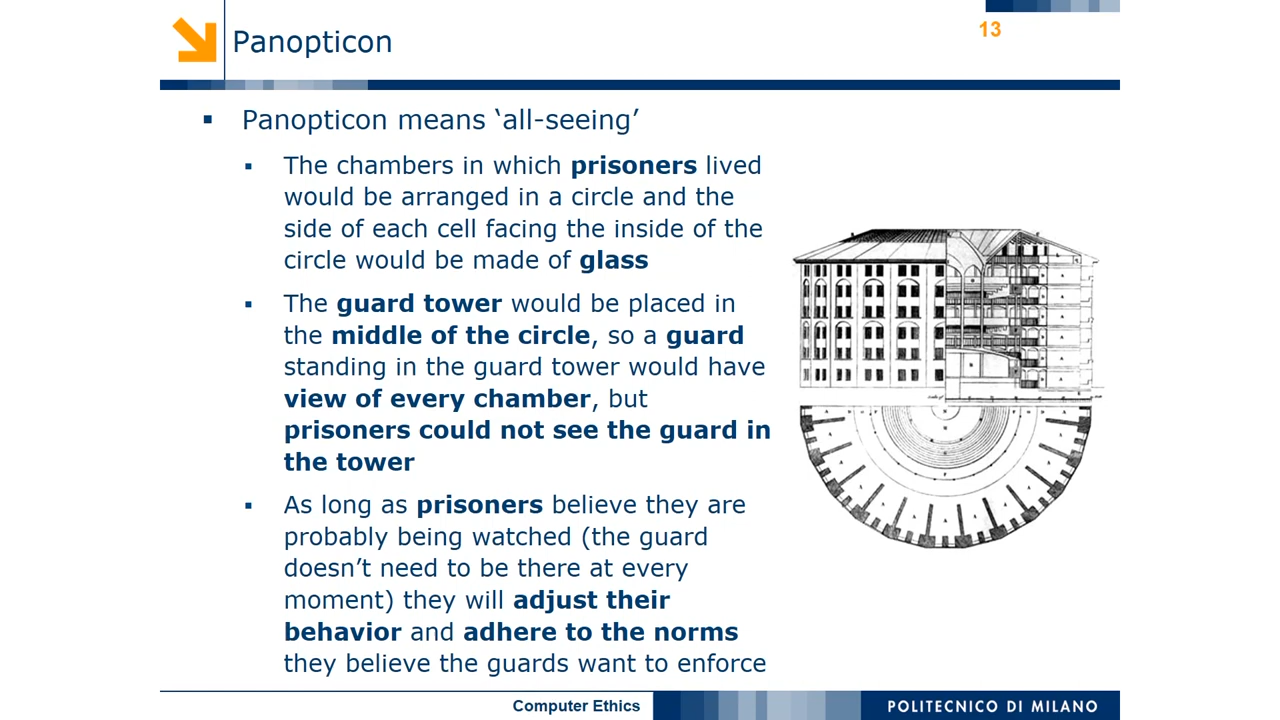 13
Panopticon
▪ Panopticon means ‘all-seeing’
▪ The chambers in which prisoners lived
would be arranged in a circle and the
side of each cell facing the inside of the
circle would be made of glass
▪ The guard tower would be placed in
the middle of the circle, so a guard
standing in the guard tower would have
view of every chamber, but
prisoners could not see the guard in
the tower
▪ As long as prisoners believe they are
probably being watched (the guard
doesn’t need to be there at every
moment) they will adjust their
behavior and adhere to the norms
they believe the guards want to enforce
Computer Ethics
POLITECNICO DI MILANO